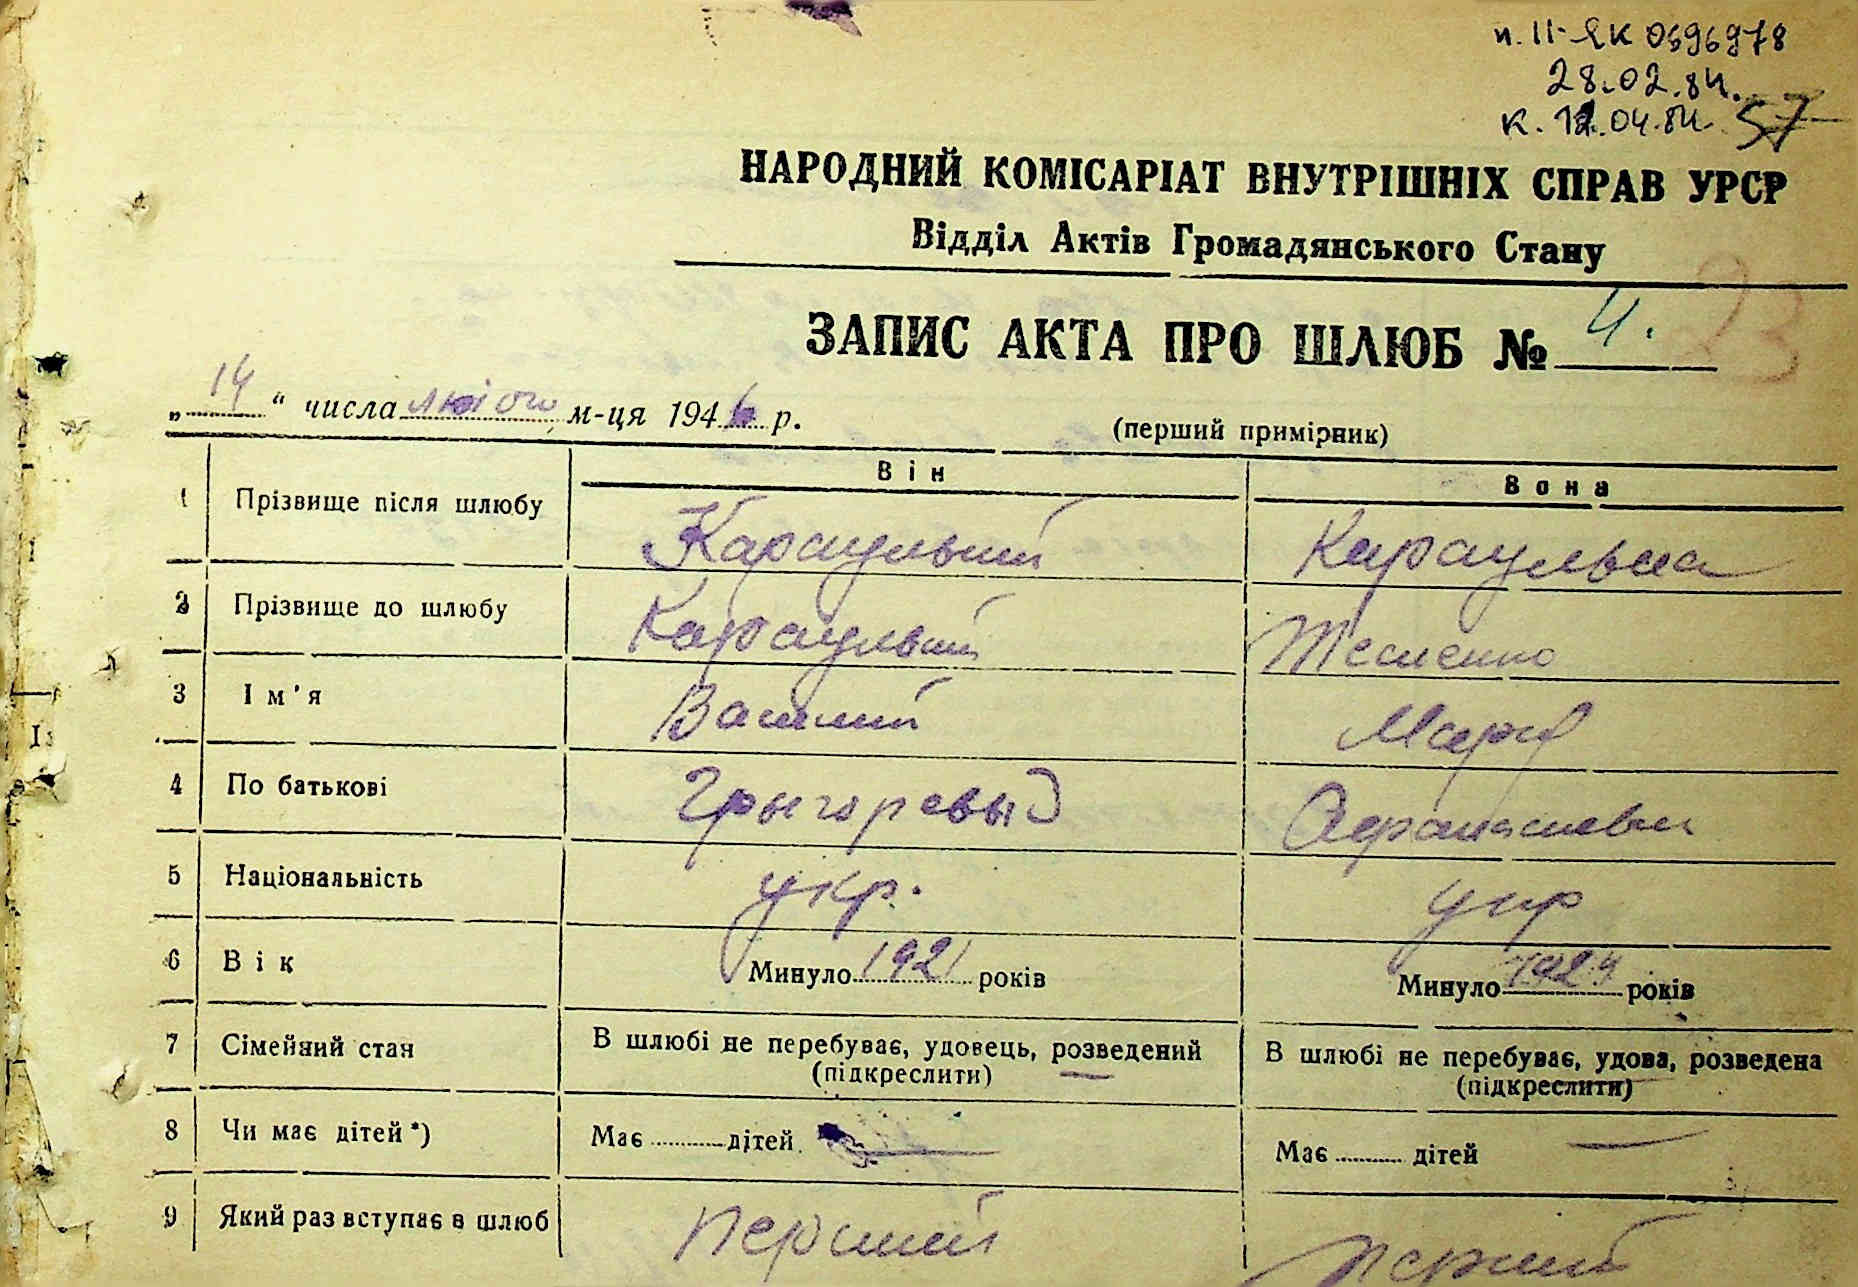 п. II-ЯК 0696978
28.02.84.
к. 12.04.84 57
НАРОДНИЙ КОМІСАРІАТ ВНУТРІШНІХ СПРАВ УРСР
Відділ Актів Громадянського Стану
23
ЗАПИС АКТА ПРО ШЛЮБ № 4.
„14“ числа лютого м-ця 1946 р.
(перший примірник)
Він Вона
1 Прізвище після шлюбу Караульний Караульна
2 Прізвище до шлюбу Караульний Тесленко
3 Ім'я Василий Мария
4 По батькові Грыгоревыч Афанасиевна
5 Національність укр. укр
6 Вік Минуло 1921 років Минуло 1924 років
7 Сімейний стан В шлюбі не перебуває, удовець, розведений В шлюбі не перебуває, удова, розведена
(підкреслити) (підкреслити)
8 Чи має дітей*) Має дітей Має дітей
9 Який раз вступає в шлюб Перший Перший